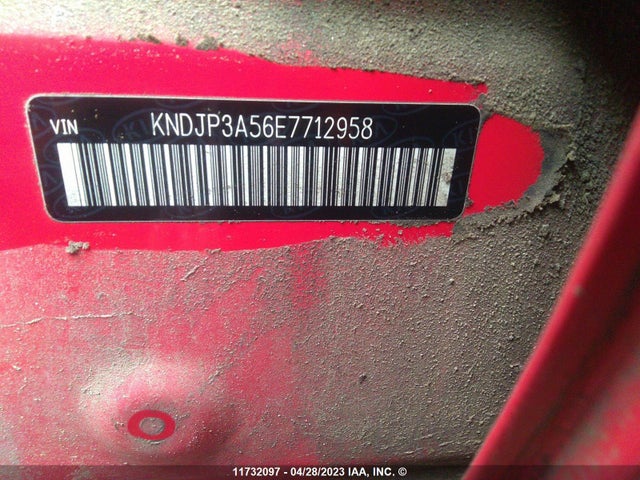 VIN KNDJP3A56E7712958
11732097 - 04/28/2023 IAA, INC. ©